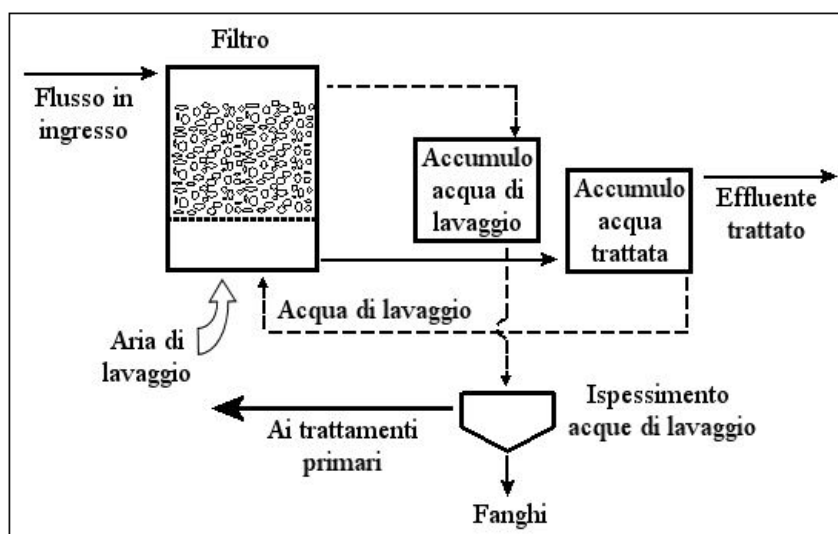 Filtro
Flusso in
ingresso
Accumulo
acqua di
lavaggio
Accumulo
acqua
trattata
Effluente
trattato
Acqua di lavaggio
Aria di
lavaggio
Ispessimento
acque di lavaggio
Ai trattamenti
primari
Fanghi